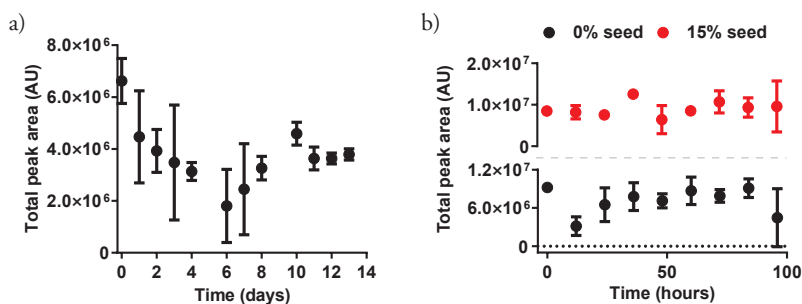 a)
Total peak area (AU)
8.0×10⁶
6.0×10⁶
4.0×10⁶
2.0×10⁶
0
0 2 4 6 8 10 12 14
Time (days)
b)
0% seed 15% seed
Total peak area (AU)
2.0×10⁷
1.0×10⁷
0.0
1.2×10⁷
6.0×10⁶
0
0 50 100
Time (hours)